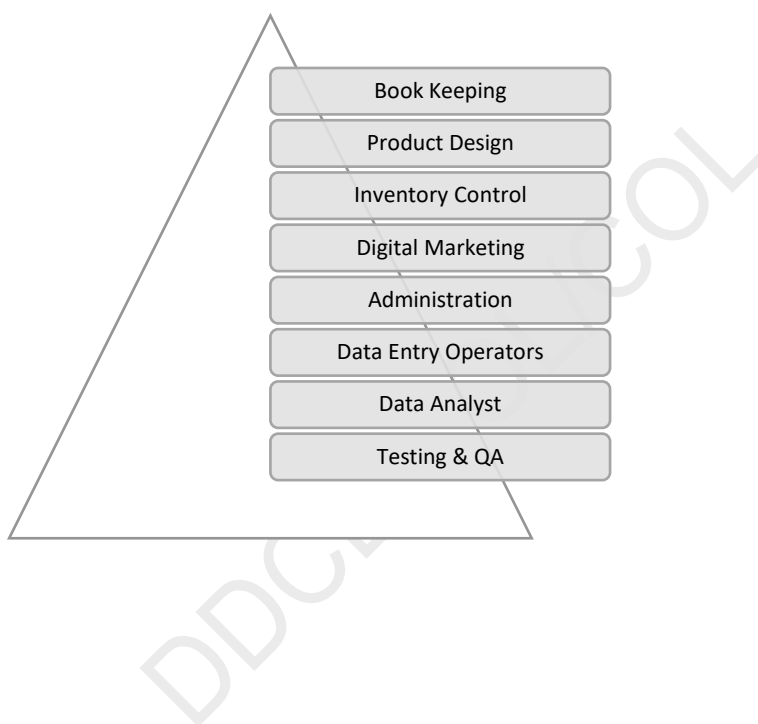 Book Keeping
Product Design
Inventory Control
Digital Marketing
Administration
Data Entry Operators
Data Analyst
Testing & QA